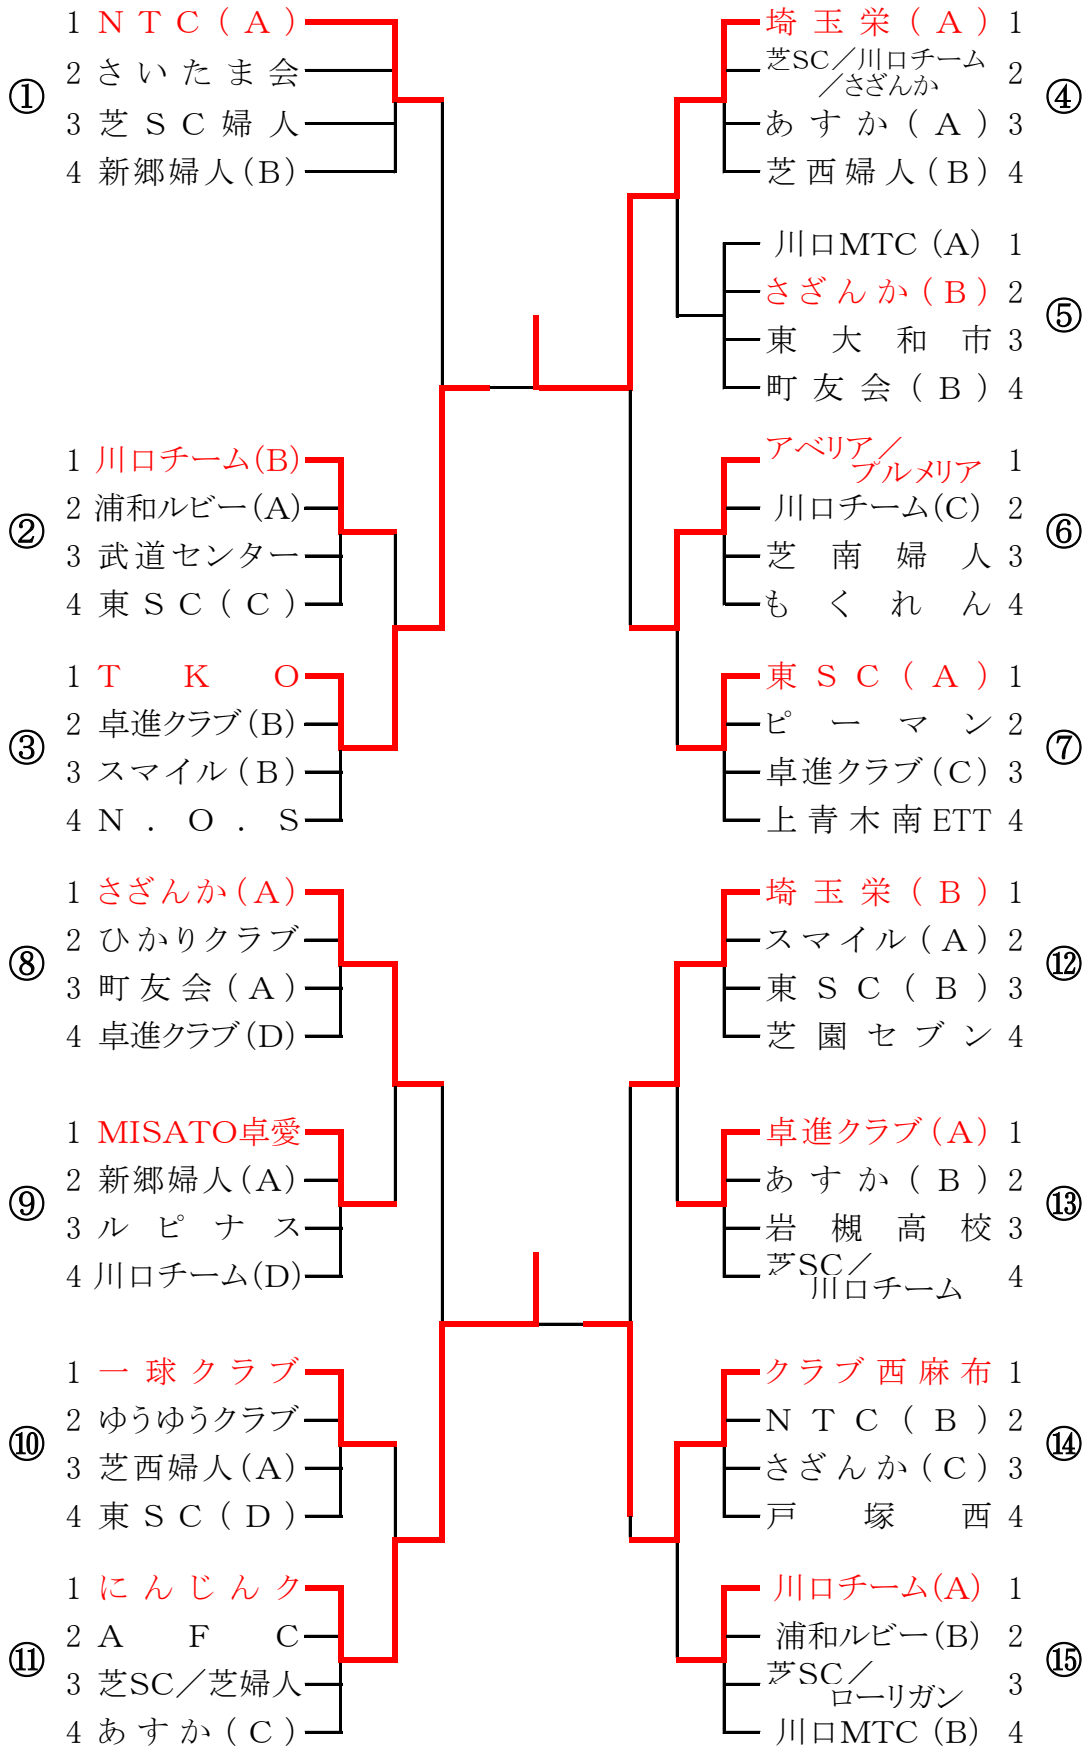 ①
1 NTC(A)
2 さいたま会
3 芝SC婦人
4 新郷婦人(B)
②
1 川口チーム(B)
2 浦和ルビー(A)
3 武道センター
4 東SC(C)
③
1 TKO
2 卓進クラブ(B)
3 スマイル(B)
4 N.O.S
⑧
1 さざんか(A)
2 ひかりクラブ
3 町友会(A)
4 卓進クラブ(D)
⑨
1 MISATO卓愛
2 新郷婦人(A)
3 ルピナス
4 川口チーム(D)
⑩
1 一球クラブ
2 ゆうゆうクラブ
3 芝西婦人(A)
4 東SC(D)
⑪
1 にんじんク
2 AFC
3 芝SC／芝婦人
4 あすか(C)
④
埼玉栄(A) 1
芝SC／川口チーム
／さざんか 2
あすか(A) 3
芝西婦人(B) 4
⑤
川口MTC(A) 1
さざんか(B) 2
東大和市 3
町友会(B) 4
⑥
アベリア／
プルメリア 1
川口チーム(C) 2
芝南婦人 3
もくれん 4
⑦
東SC(A) 1
ピーマン 2
卓進クラブ(C) 3
上青木南ETT 4
⑫
埼玉栄(B) 1
スマイル(A) 2
東SC(B) 3
芝園セブン 4
⑬
卓進クラブ(A) 1
あすか(B) 2
岩槻高校 3
芝SC／
川口チーム 4
⑭
クラブ西麻布 1
NTC(B) 2
さざんか(C) 3
戸塚西 4
⑮
川口チーム(A) 1
浦和ルビー(B) 2
芝SC／
ローリガン 3
川口MTC(B) 4